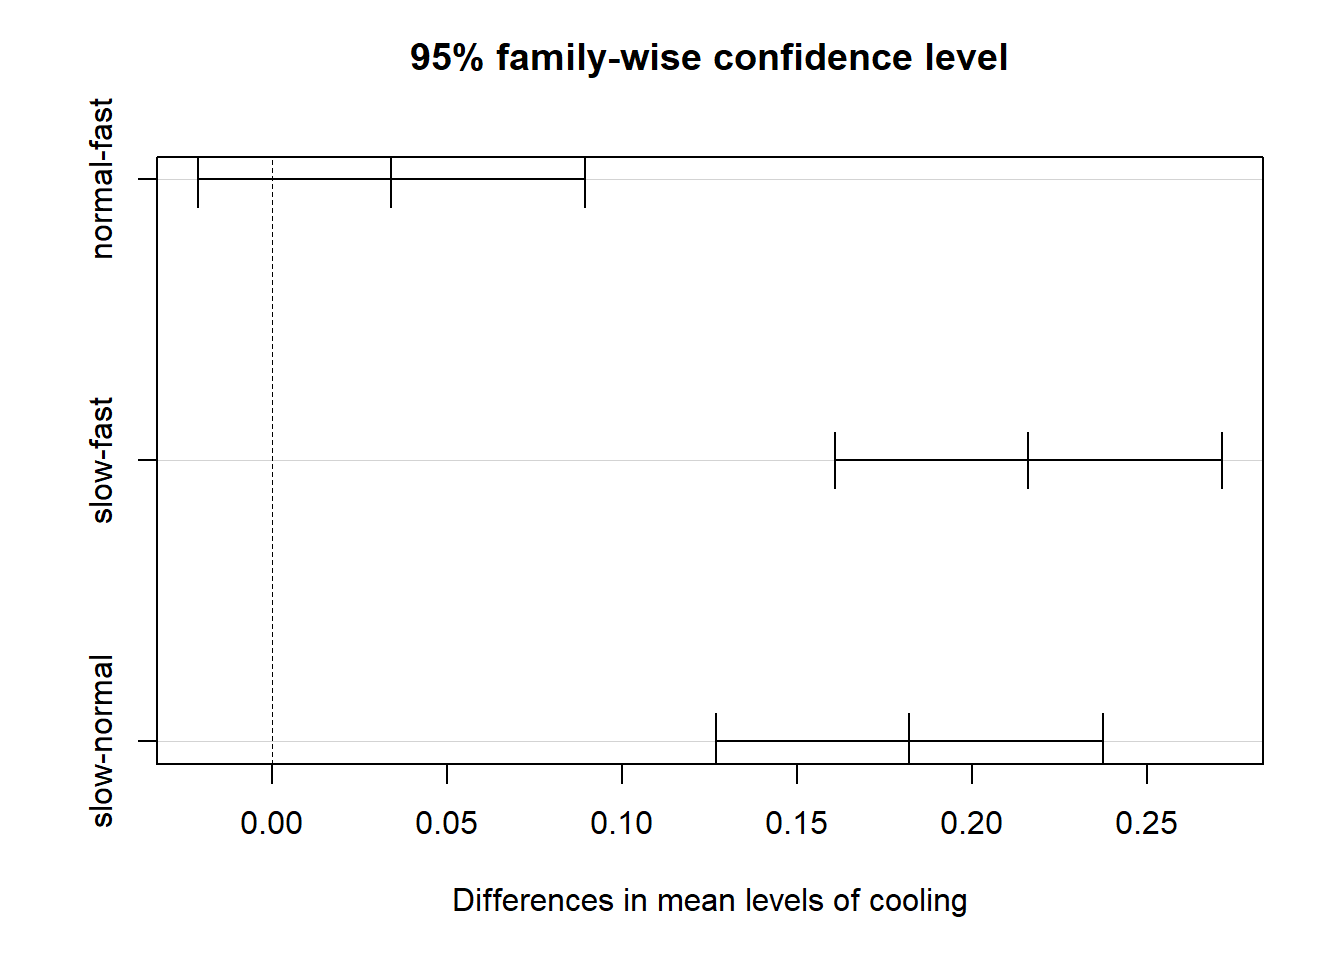 95% family-wise confidence level
normal-fast
slow-fast
slow-normal
0.00 0.05 0.10 0.15 0.20 0.25
Differences in mean levels of cooling